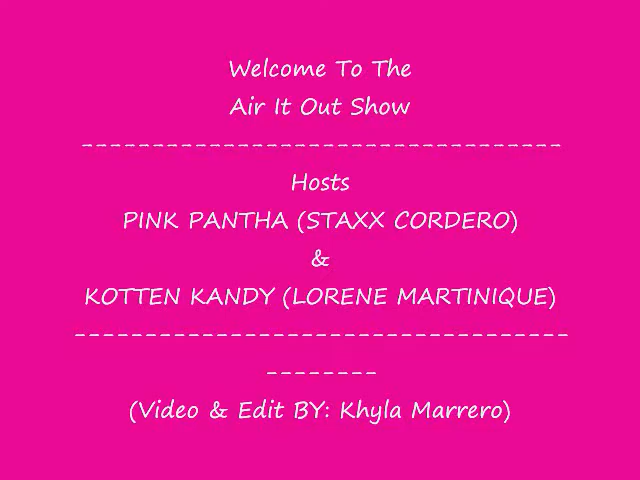 Welcome To The
Air It Out Show
----------------------------------
Hosts
PINK PANTHA (STAXX CORDERO)
&
KOTTEN KANDY (LORENE MARTINIQUE)
-----------------------------------
--------
(Video & Edit BY: Khyla Marrero)